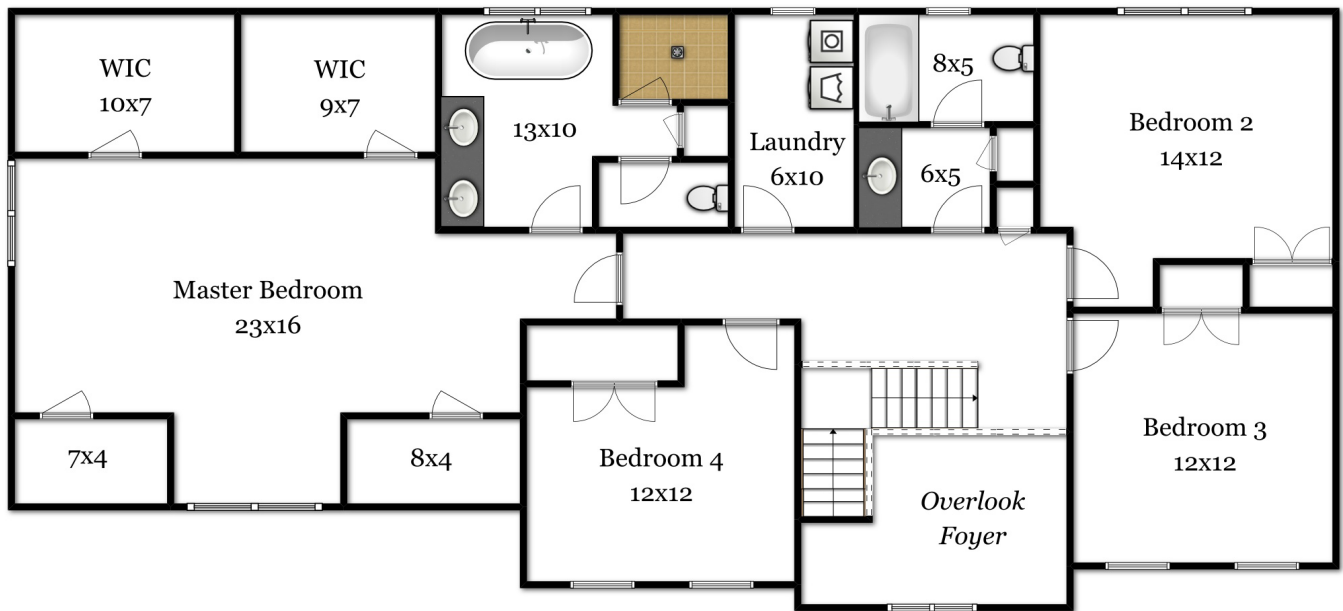 WIC
10x7
WIC
9x7
13x10
Laundry
6x10
8x5
6x5
Bedroom 2
14x12
Master Bedroom
23x16
7x4
8x4
Bedroom 4
12x12
Overlook
Foyer
Bedroom 3
12x12